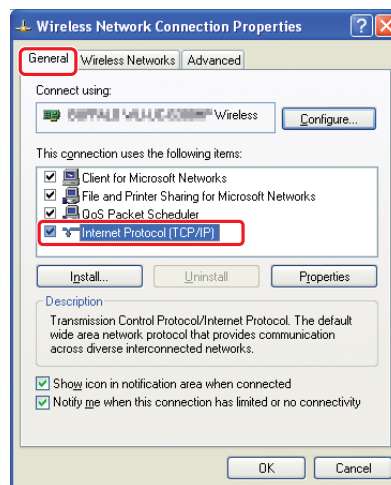 Wireless Network Connection Properties
General Wireless Networks Advanced
Connect using:
Wireless
Configure...
This connection uses the following items:
Client for Microsoft Networks
File and Printer Sharing for Microsoft Networks
QoS Packet Scheduler
Internet Protocol (TCP/IP)
Install... Uninstall Properties
Description
Transmission Control Protocol/Internet Protocol. The default
wide area network protocol that provides communication
across diverse interconnected networks.
Show icon in notification area when connected
Notify me when this connection has limited or no connectivity
OK Cancel